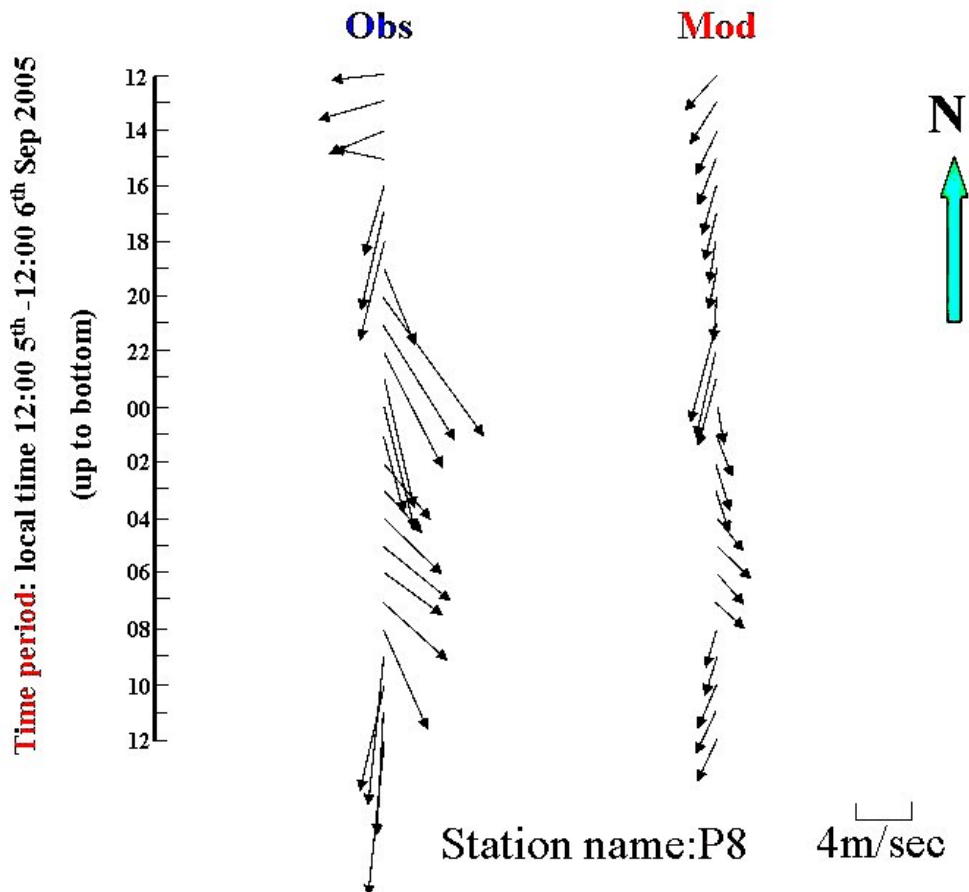 Obs
Mod
Time period: local time 12:00 5th -12:00 6th Sep 2005
(up to bottom)
12
14
16
18
20
22
00
02
04
06
08
10
12
N
Station name:P8
4m/sec